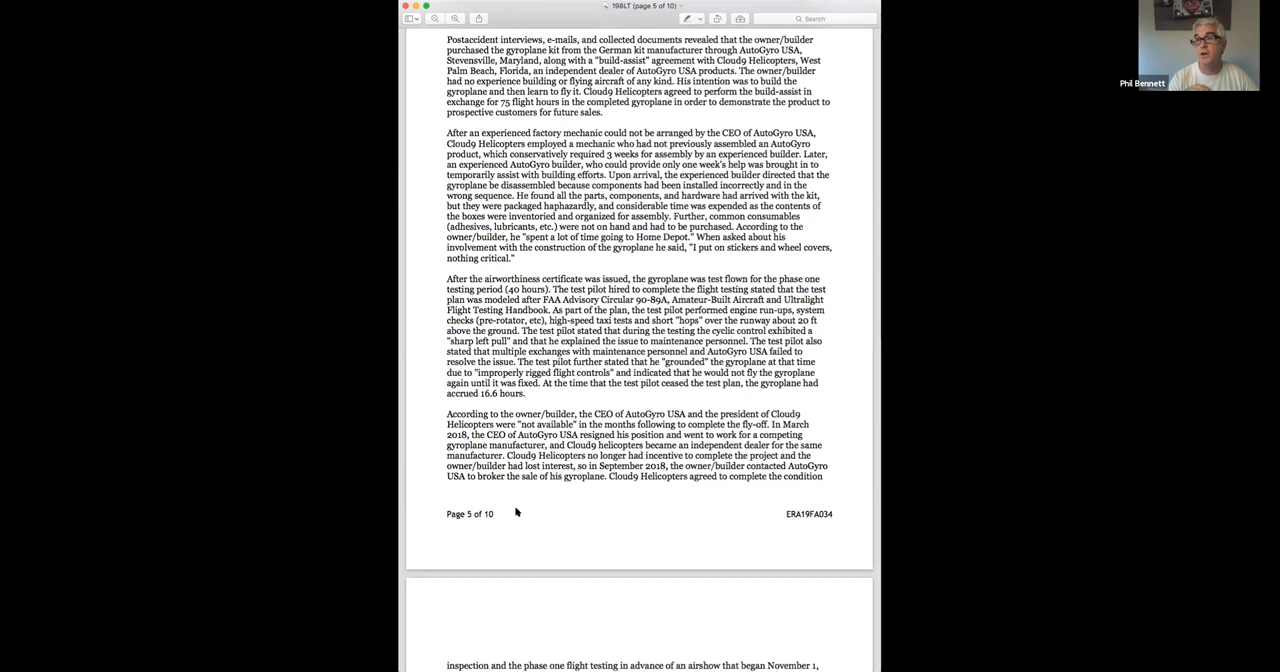 198LT (page 5 of 10)
Search
Postaccident interviews, e-mails, and collected documents revealed that the owner/builder
purchased the gyroplane kit from the German kit manufacturer through AutoGyro USA,
Stevensville, Maryland, along with a "build-assist" agreement with Cloud9 Helicopters, West
Palm Beach, Florida, an independent dealer of AutoGyro USA products. The owner/builder
had no experience building or flying aircraft of any kind. His intention was to build the
gyroplane and then learn to fly it. Cloud9 Helicopters agreed to perform the build-assist in
exchange for 75 flight hours in the completed gyroplane in order to demonstrate the product to
prospective customers for future sales.
After an experienced factory mechanic could not be arranged by the CEO of AutoGyro USA,
Cloud9 Helicopters employed a mechanic who had not previously assembled an AutoGyro
product, which conservatively required 3 weeks for assembly by an experienced builder. Later,
an experienced AutoGyro builder, who could provide only one week's help was brought in to
temporarily assist with building efforts. Upon arrival, the experienced builder directed that the
gyroplane be disassembled because components had been installed incorrectly and in the
wrong sequence. He found all the parts, components, and hardware had arrived with the kit,
but they were packaged haphazardly, and considerable time was expended as the contents of
the boxes were inventoried and organized for assembly. Further, common consumables
(adhesives, lubricants, etc.) were not on hand and had to be purchased. According to the
owner/builder, he "spent a lot of time going to Home Depot." When asked about his
involvement with the construction of the gyroplane he said, "I put on stickers and wheel covers,
nothing critical."
After the airworthiness certificate was issued, the gyroplane was test flown for the phase one
testing period (40 hours). The test pilot hired to complete the flight testing stated that the test
plan was modeled after FAA Advisory Circular 90-89A, Amateur-Built Aircraft and Ultralight
Flight Testing Handbook. As part of the plan, the test pilot performed engine run-ups, system
checks (pre-rotator, etc), high-speed taxi tests and short "hops" over the runway about 20 ft
above the ground. The test pilot stated that during the testing the cyclic control exhibited a
"sharp left pull" and that he explained the issue to maintenance personnel. The test pilot also
stated that multiple exchanges with maintenance personnel and AutoGyro USA failed to
resolve the issue. The test pilot further stated that he "grounded" the gyroplane at that time
due to "improperly rigged flight controls" and indicated that he would not fly the gyroplane
again until it was fixed. At the time that the test pilot ceased the test plan, the gyroplane had
accrued 16.6 hours.
According to the owner/builder, the CEO of AutoGyro USA and the president of Cloud9
Helicopters were "not available" in the months following to complete the fly-off. In March
2018, the CEO of AutoGyro USA resigned his position and went to work for a competing
gyroplane manufacturer, and Cloud9 helicopters became an independent dealer for the same
manufacturer. Cloud9 Helicopters no longer had incentive to complete the project and the
owner/builder had lost interest, so in September 2018, the owner/builder contacted AutoGyro
USA to broker the sale of his gyroplane. Cloud9 Helicopters agreed to complete the condition
Page 5 of 10 ERA19FA034
inspection and the phase one flight testing in advance of an airshow that began November 1,
Phil Bennett